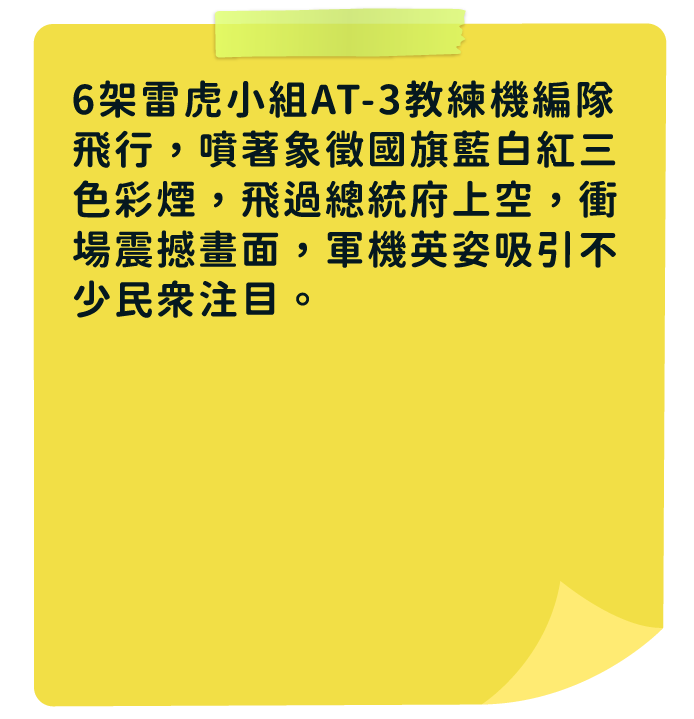 6架雷虎小組AT-3教練機編隊
飛行，噴著象徵國旗藍白紅三
色彩煙，飛過總統府上空，衝
場震撼畫面，軍機英姿吸引不
少民眾注目。